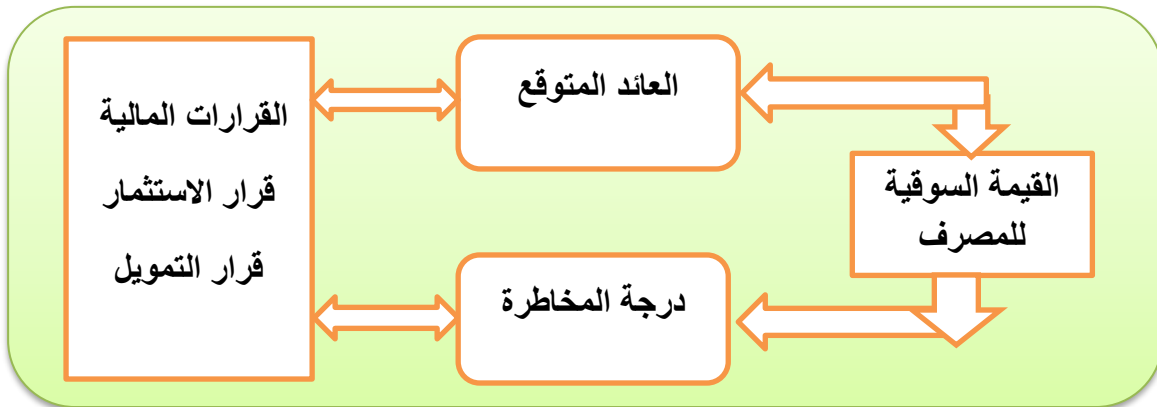 العائد المتوقع
القرارات المالية
قرار الاستثمار
قرار التمويل
القيمة السوقية
للمصرف
درجة المخاطرة